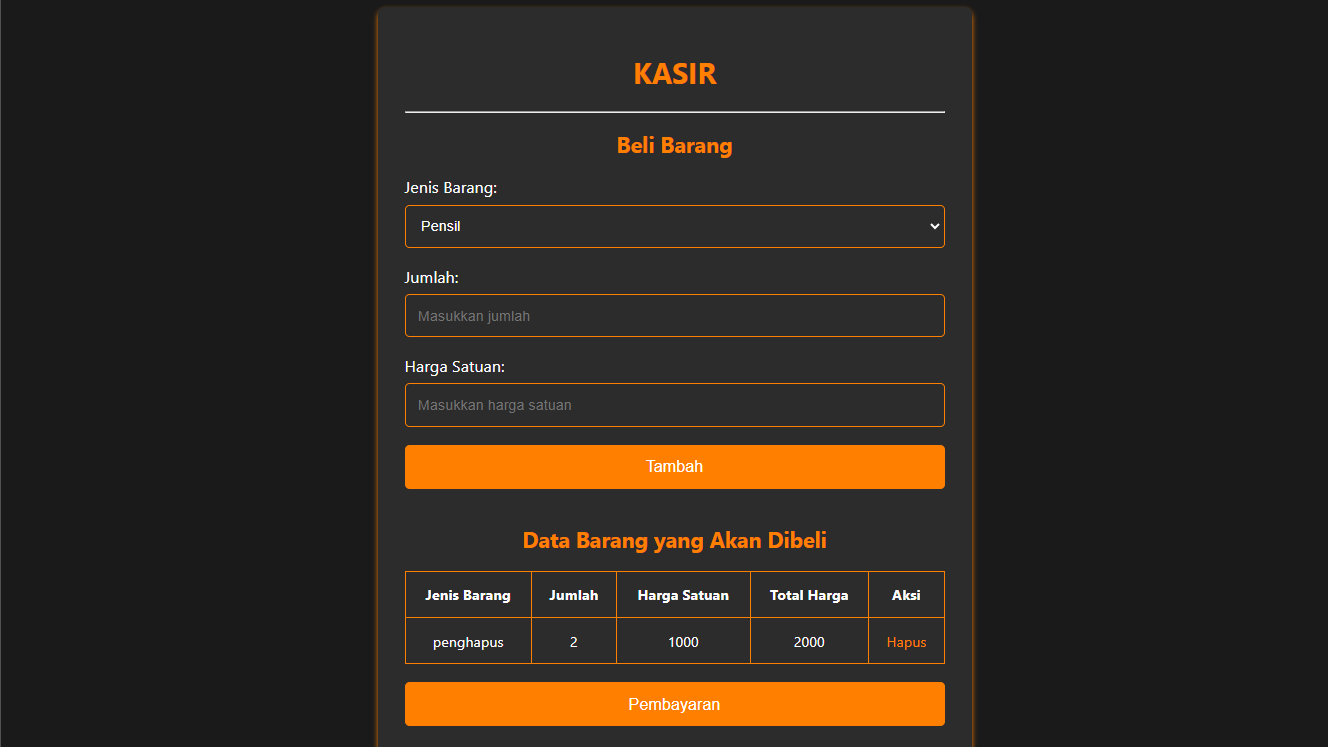 KASIR
Beli Barang
Jenis Barang:
Pensil
Jumlah:
Masukkan jumlah
Harga Satuan:
Masukkan harga satuan
Tambah
Data Barang yang Akan Dibeli
Jenis Barang Jumlah Harga Satuan Total Harga Aksi
penghapus 2 1000 2000 Hapus
Pembayaran